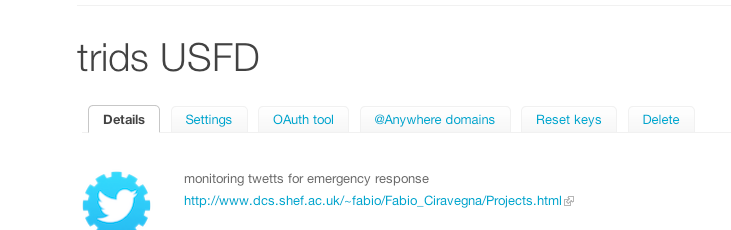 trids USFD
Details Settings OAuth tool @Anywhere domains Reset keys Delete
monitoring twetts for emergency response
http://www.dcs.shef.ac.uk/~fabio/Fabio_Ciravegna/Projects.html